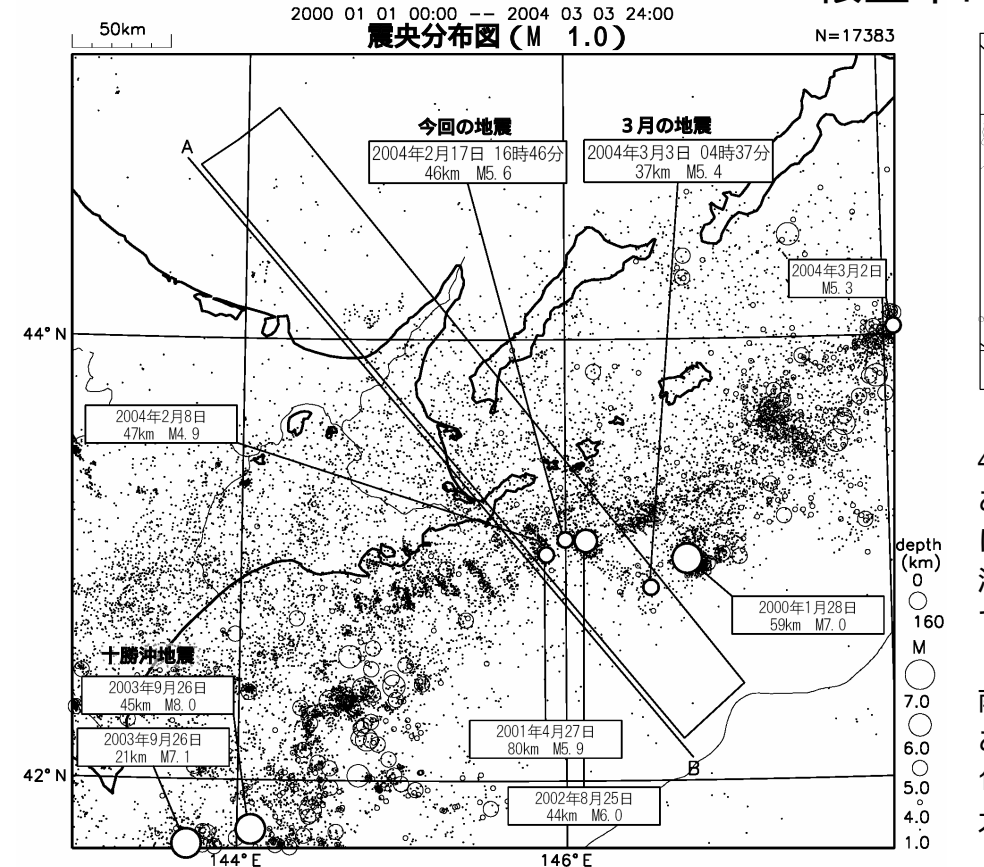 2000 01 01 00:00 -- 2004 03 03 24:00
50km
震央分布図(M 1.0)
N=17383
今回の地震
2004年2月17日 16時46分
46km M5.6
3月の地震
2004年3月3日 04時37分
37km M5.4
A
2004年3月2日
M5.3
44°N
2004年2月8日
47km M4.9
depth
(km)
0
160
M
7.0
6.0
5.0
4.0
1.0
2000年1月28日
59km M7.0
十勝沖地震
2003年9月26日
45km M8.0
2003年9月26日
21km M7.1
2001年4月27日
80km M5.9
B
42°N
2002年8月25日
44km M6.0
144°E
146°E